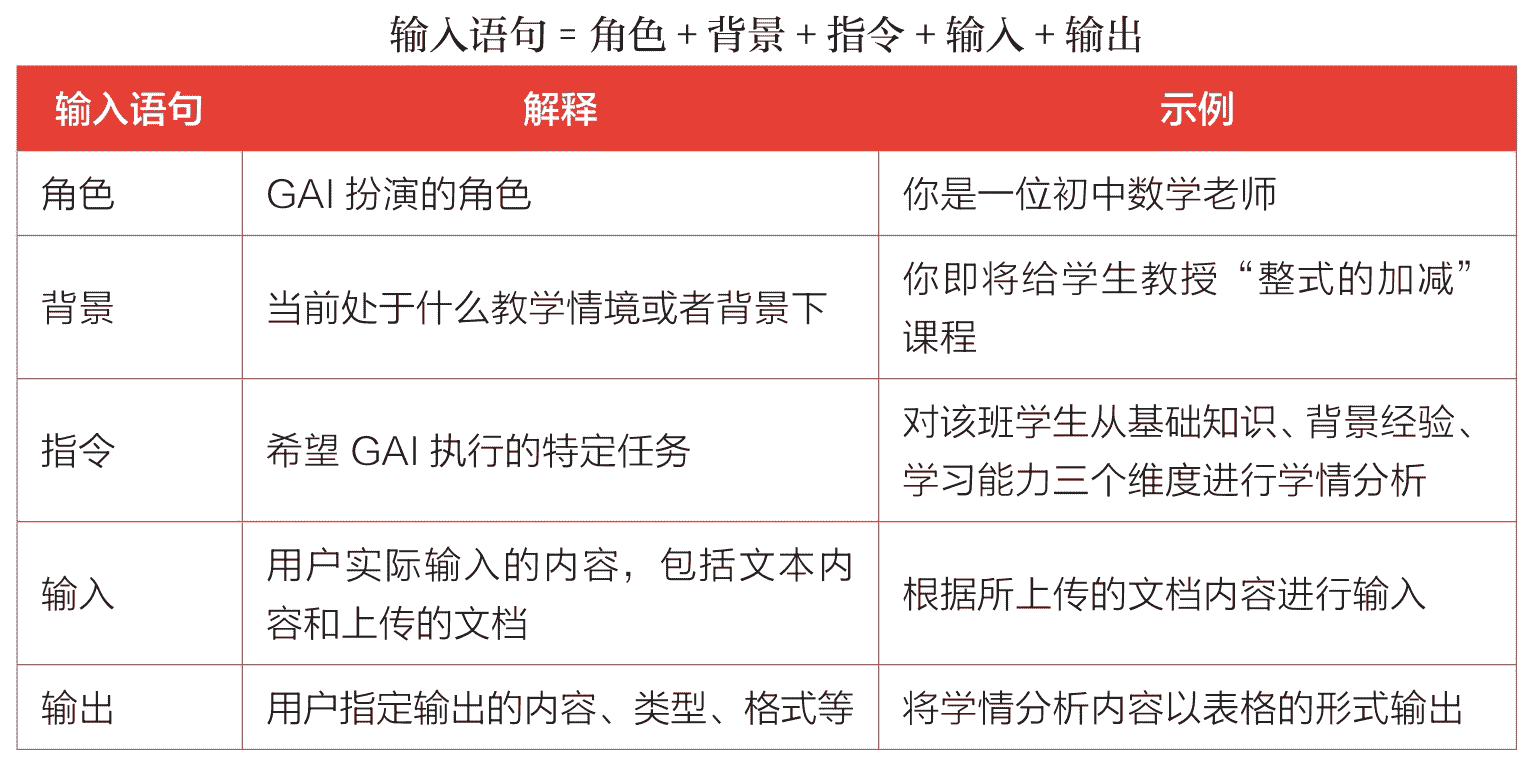 输入语句 = 角色 + 背景 + 指令 + 输入 + 输出
输入语句 解释 示例
角色 GAI 扮演的角色 你是一位初中数学老师
背景 当前处于什么教学情境或者背景下 你即将给学生教授“整式的加减”
课程
指令 希望 GAI 执行的特定任务 对该班学生从基础知识、背景经验、
学习能力三个维度进行学情分析
输入 用户实际输入的内容，包括文本内
容和上传的文档 根据所上传的文档内容进行输入
输出 用户指定输出的内容、类型、格式等 将学情分析内容以表格的形式输出